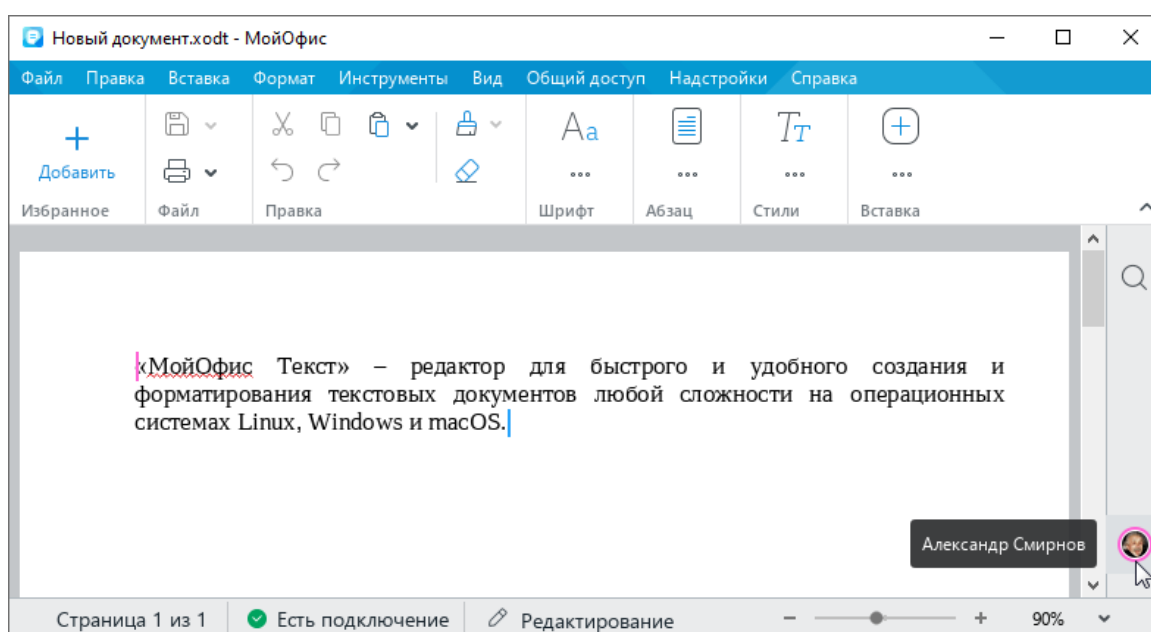 Новый документ.xodt - МойОфис
Файл Правка Вставка Формат Инструменты Вид Общий доступ Надстройки Справка
Аа
Тт
Добавить
Избранное Файл Правка Шрифт Абзац Стили Вставка
«МойОфис Текст» – редактор для быстрого и удобного создания и
форматирования текстовых документов любой сложности на операционных
системах Linux, Windows и macOS.
Александр Смирнов
Страница 1 из 1 Есть подключение Редактирование 90%